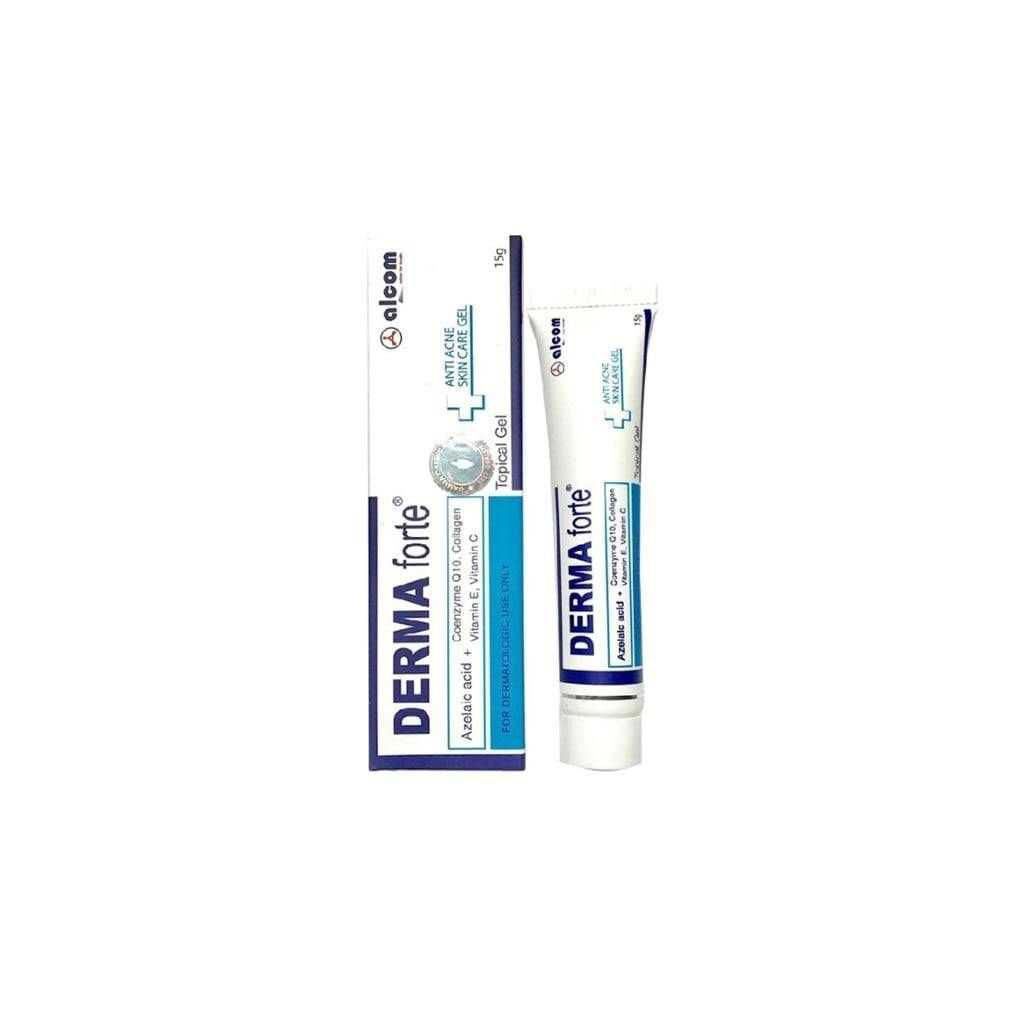 alcom
15g
ANTI ACNE
SKIN CARE GEL
Topical Gel
DERMA forte®
Azelaic acid +
Coenzyme Q10, Collagen
Vitamin E, Vitamin C
FOR DERMATOLOGIC USE ONLY
alcom
15g
ANTI ACNE
SKIN CARE GEL
Topical Gel
DERMA forte®
Azelaic acid +
Coenzyme Q10, Collagen
Vitamin E, Vitamin C